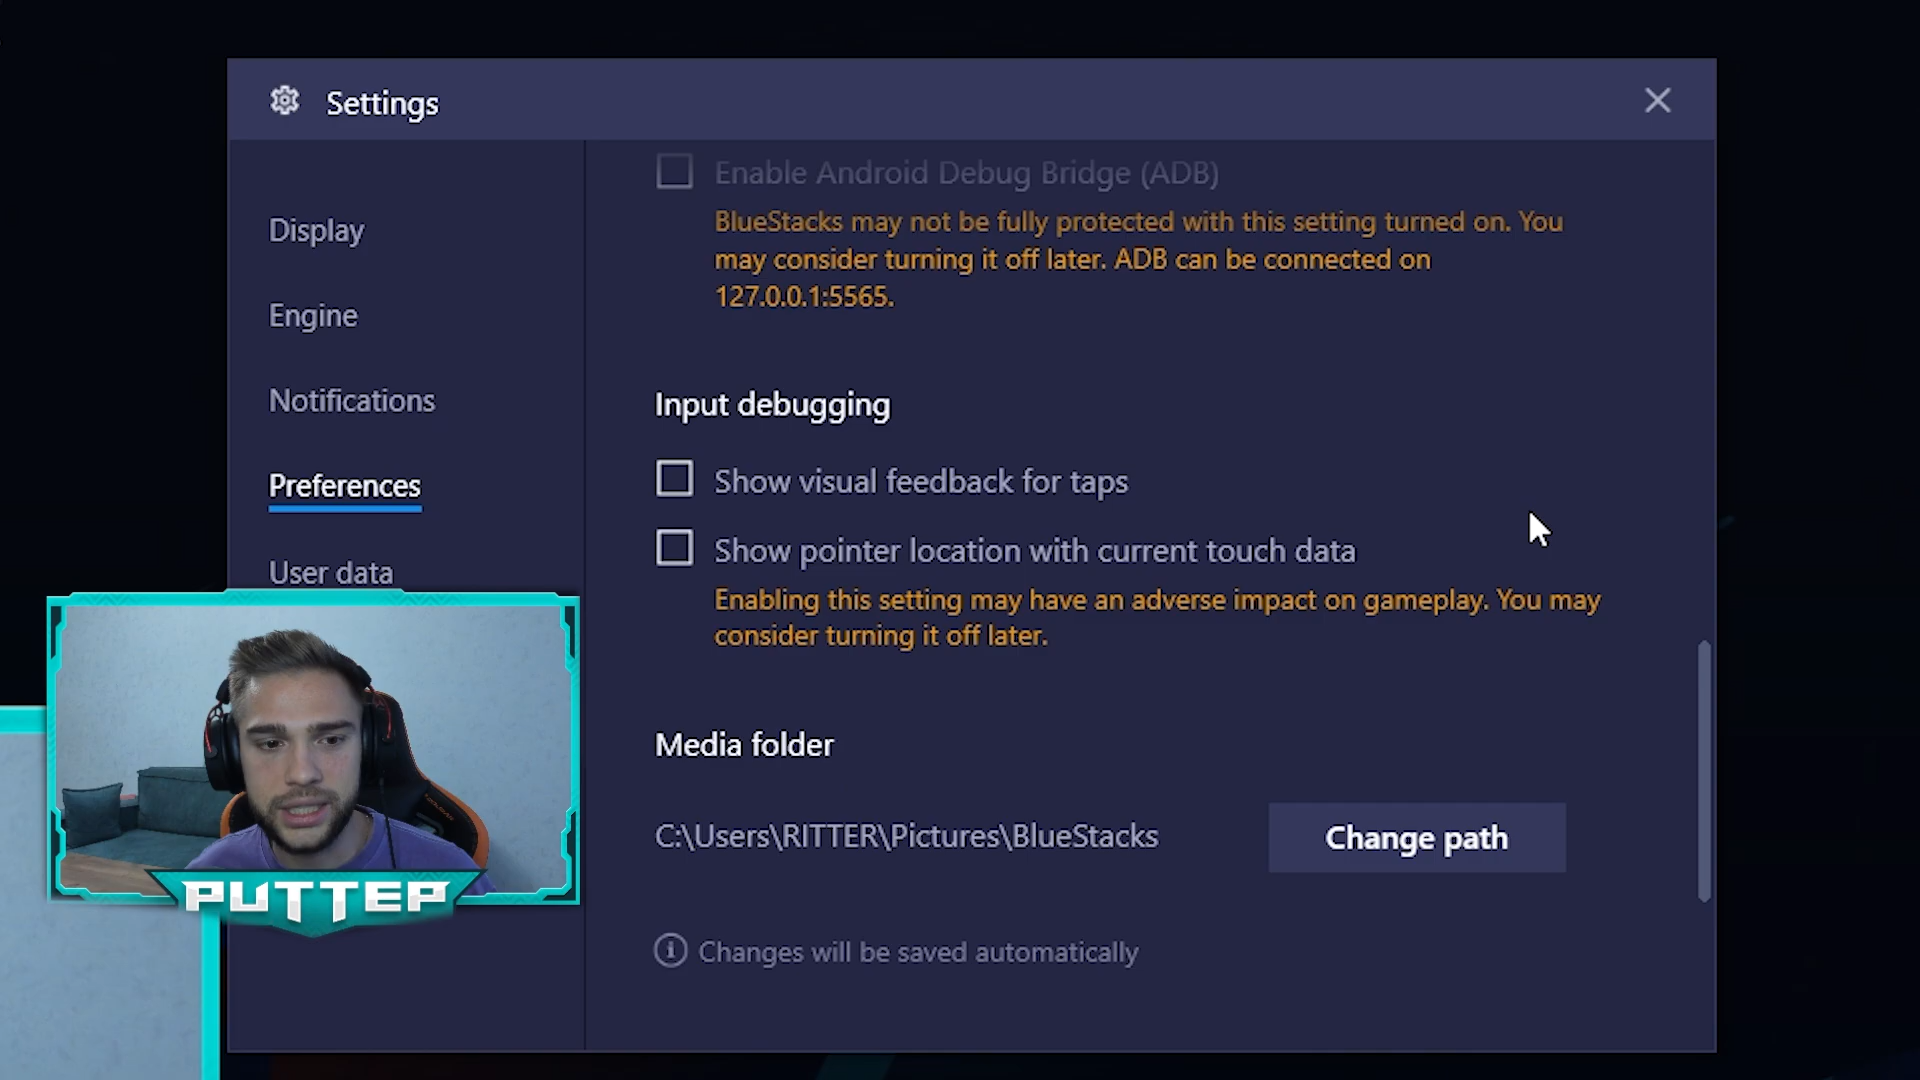 Settings
Display
Engine
Notifications
Preferences
User data
Enable Android Debug Bridge (ADB)
BlueStacks may not be fully protected with this setting turned on. You
may consider turning it off later. ADB can be connected on
127.0.0.1:5565.
Input debugging
Show visual feedback for taps
Show pointer location with current touch data
Enabling this setting may have an adverse impact on gameplay. You may
consider turning it off later.
Media folder
C:\Users\RITTER\Pictures\BlueStacks
Change path
Changes will be saved automatically
РИТТЕР